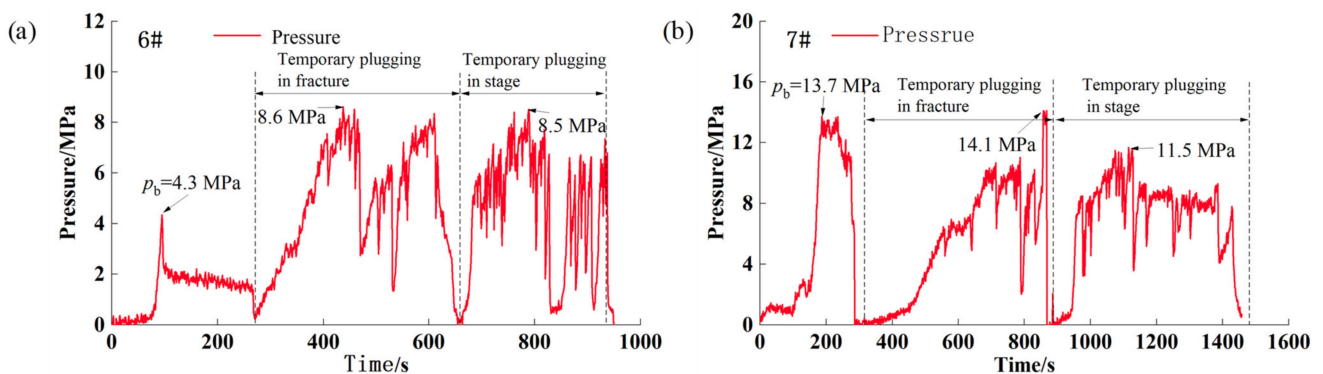 (a)
6#
Pressure
Temporary plugging
in fracture
Temporary plugging
in stage
8.6 MPa
8.5 MPa
pb=4.3 MPa
Pressure/MPa
12
10
8
6
4
2
0
0 200 400 600 800 1000
Time/s
(b)
7#
Pressrue
Temporary plugging
in fracture
Temporary plugging
in stage
pb=13.7 MPa
14.1 MPa
11.5 MPa
Pressure/MPa
20
16
12
8
4
0
0 200 400 600 800 1000 1200 1400 1600
Time/s